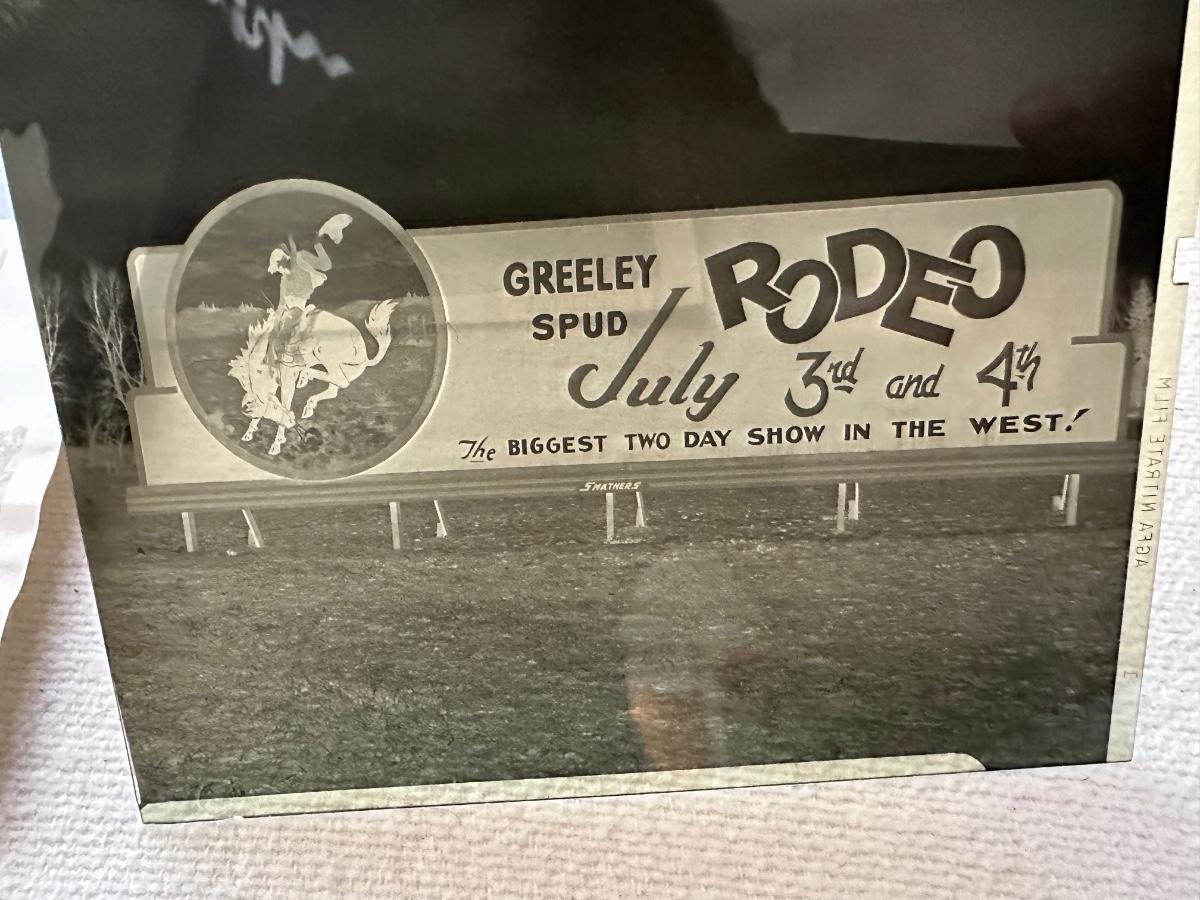 GREELEY
SPUD
RODEO
July 3rd and 4th
The BIGGEST TWO DAY SHOW IN THE WEST!
SMATHERS
AGFA NITRATE FILM